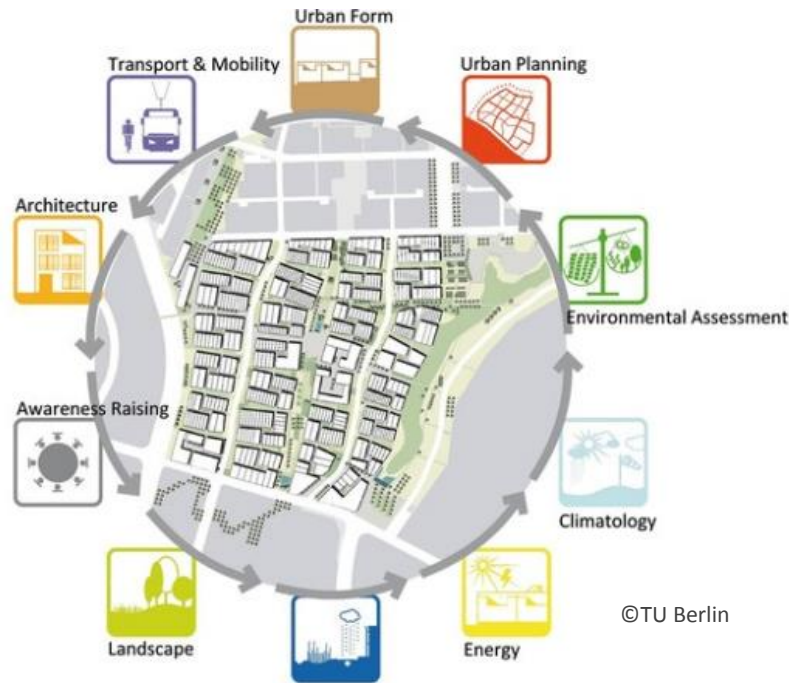 Urban Form
Transport & Mobility
Urban Planning
Architecture
Environmental Assessment
Awareness Raising
Climatology
©TU Berlin
Landscape
Energy